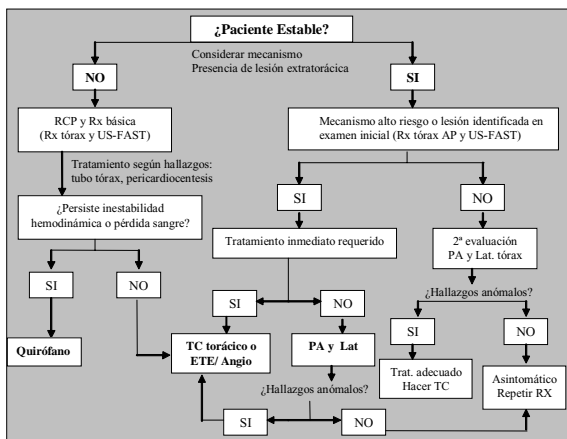 ¿Paciente Estable?
Considerar mecanismo
Presencia de lesión extratorácica
NO
SI
RCP y Rx básica
(Rx tórax y US-FAST)
Mecanismo alto riesgo o lesión identificada en
examen inicial (Rx tórax AP y US-FAST)
Tratamiento según hallazgos:
tubo tórax, pericardiocentesis
SI
NO
¿Persiste inestabilidad
hemodinámica o pérdida sangre?
Tratamiento inmediato requerido
2ª evaluación
PA y Lat. tórax
SI
NO
¿Hallazgos anómalos?
SI
NO
SI
NO
Quirófano
TC torácico o
ETE/ Angio
PA y Lat
Trat. adecuado
Hacer TC
Asintomático
Repetir RX
¿Hallazgos anómalos?
SI
NO